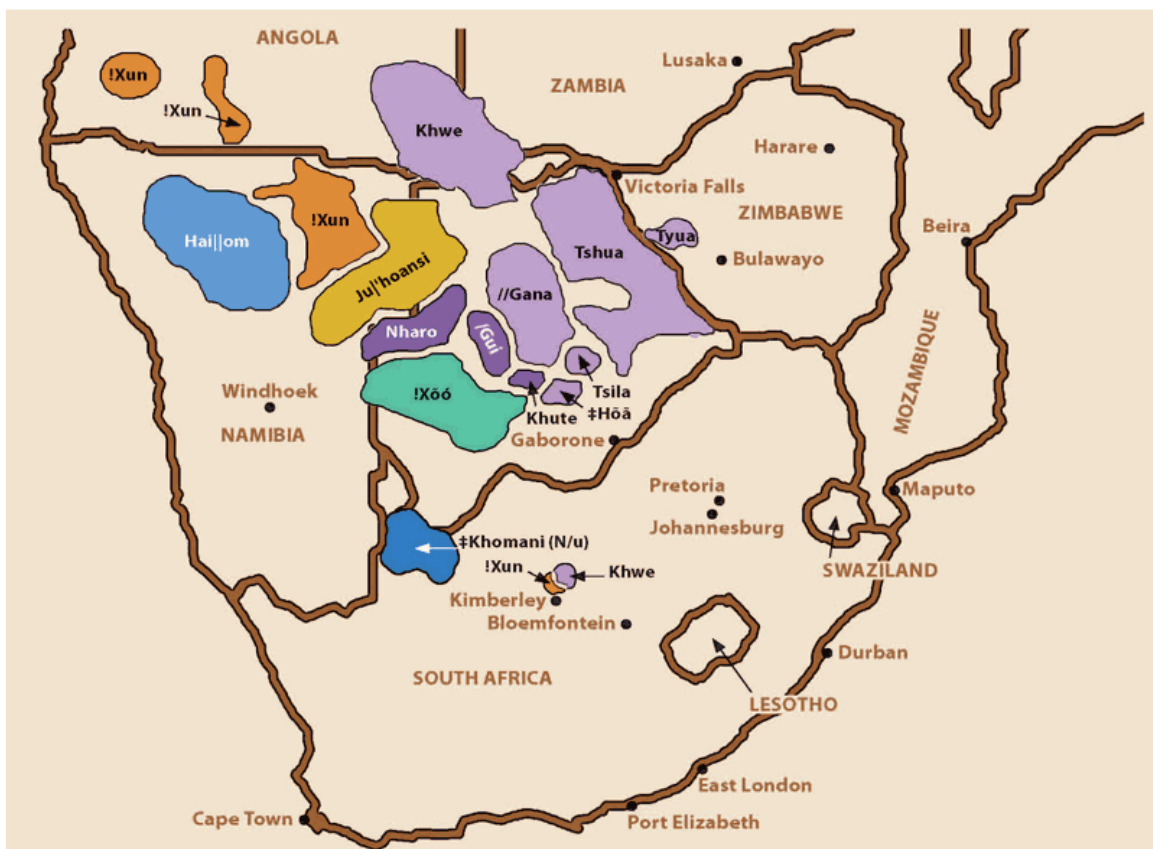 ANGOLA
!Xun
Lusaka
ZAMBIA
!Xun
Khwe
Harare
Victoria Falls
ZIMBABWE
!Xun
Hai||om
Tyua
Beira
Tshua
Bulawayo
Ju|'hoansi
//Gana
Nharo
/Gui
MOZAMBIQUE
Windhoek
!Xõó
Tsila
Khute
ǂHõã
NAMIBIA
Gaborone
Pretoria
Maputo
Johannesburg
ǂKhomani (N/u)
!Xun
Khwe
SWAZILAND
Kimberley
Bloemfontein
Durban
SOUTH AFRICA
LESOTHO
East London
Cape Town
Port Elizabeth